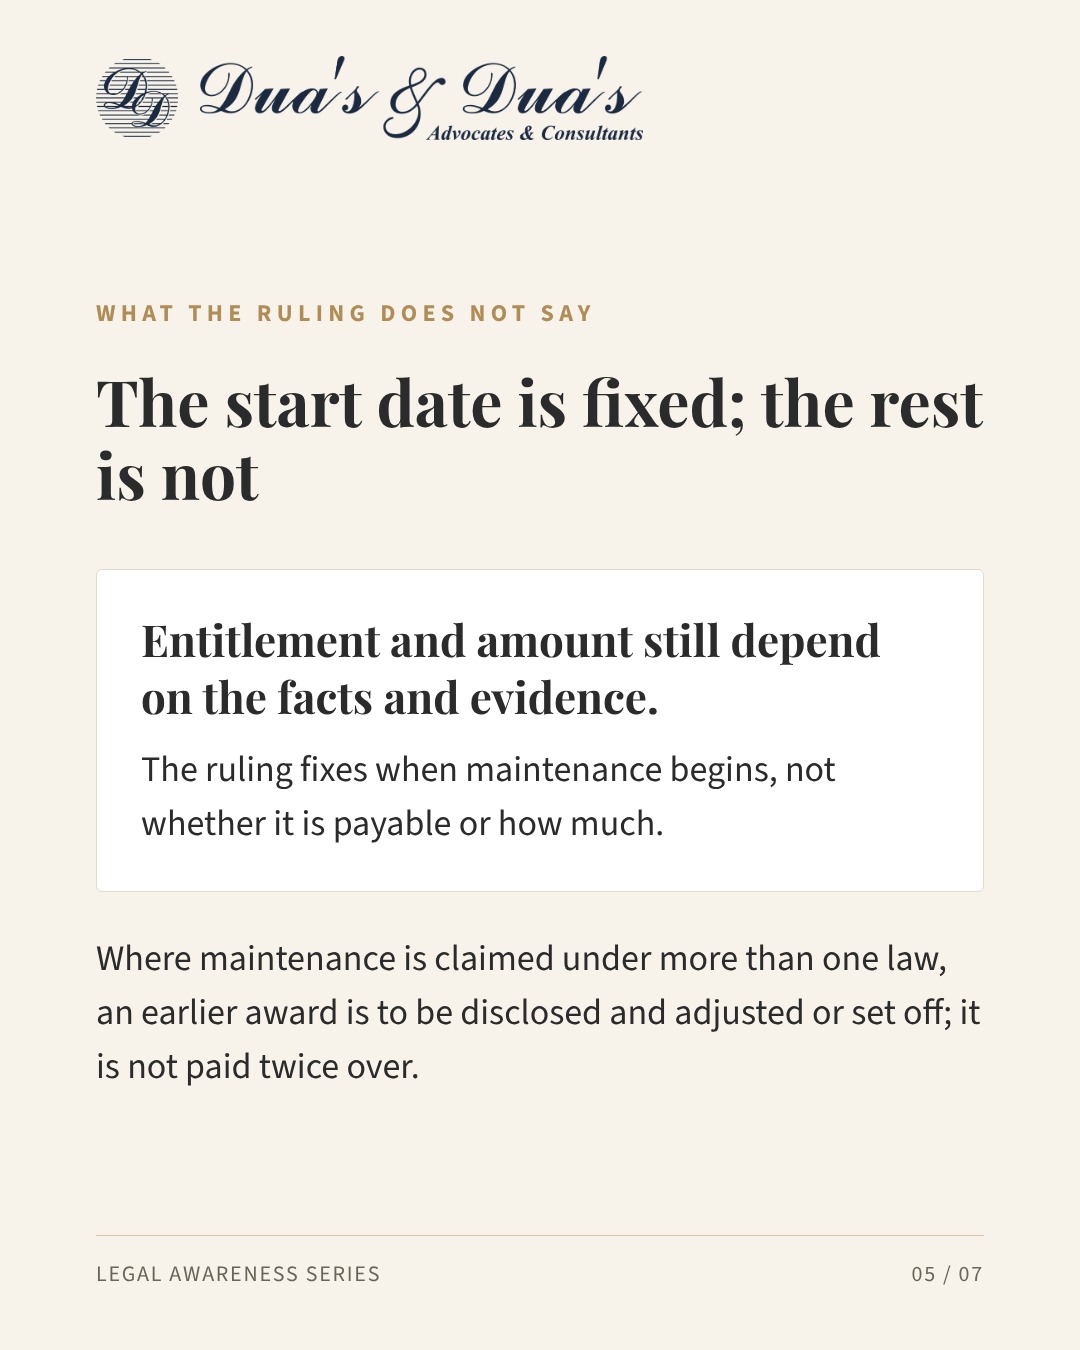 DD Dua's & Dua's
Advocates & Consultants
WHAT THE RULING DOES NOT SAY
The start date is fixed; the rest
is not
Entitlement and amount still depend
on the facts and evidence.
The ruling fixes when maintenance begins, not
whether it is payable or how much.
Where maintenance is claimed under more than one law,
an earlier award is to be disclosed and adjusted or set off; it
is not paid twice over.
LEGAL AWARENESS SERIES
05 / 07